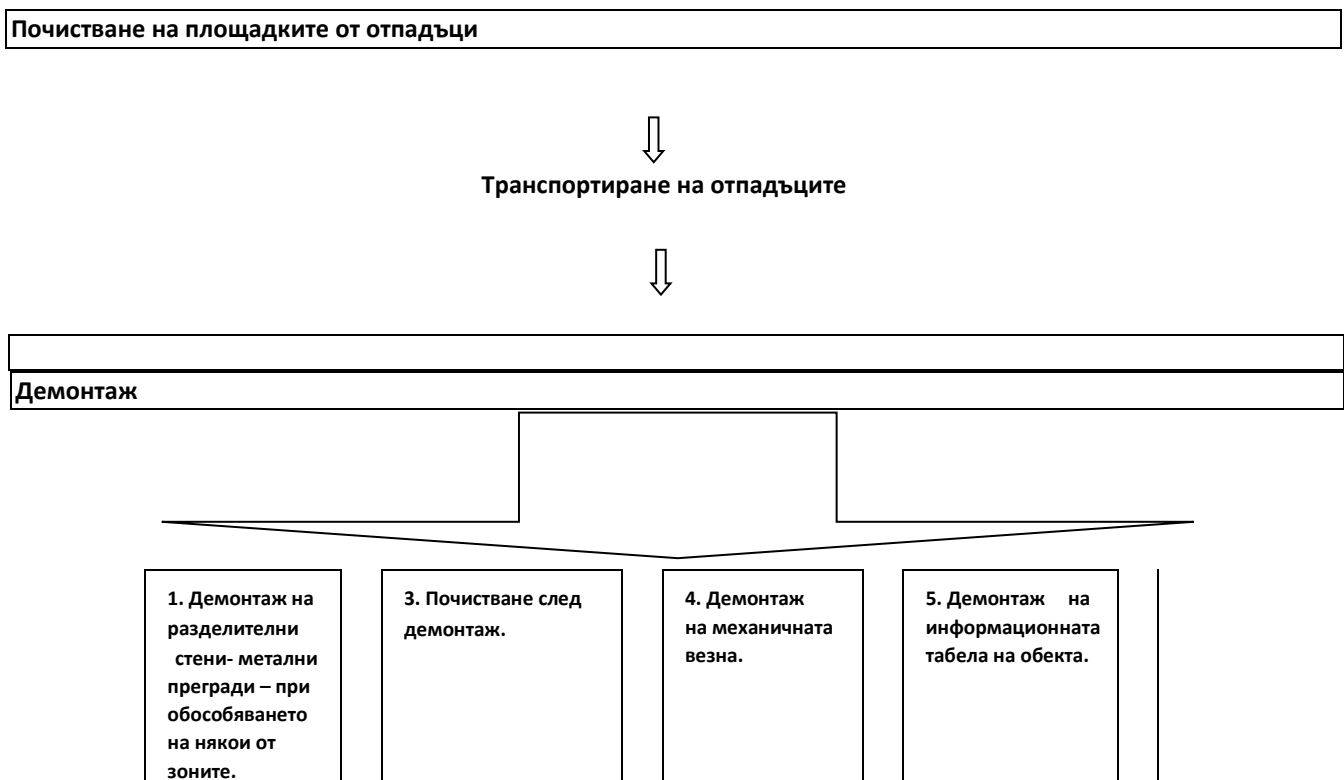 Почистване на площадките от отпадъци
Транспортиране на отпадъците
Демонтаж
1. Демонтаж на
разделителни
стени- метални
прегради – при
обособяването
на някои от
зоните.
3. Почистване след
демонтаж.
4. Демонтаж
на механичната
везна.
5. Демонтаж на
информационната
табела на обекта.